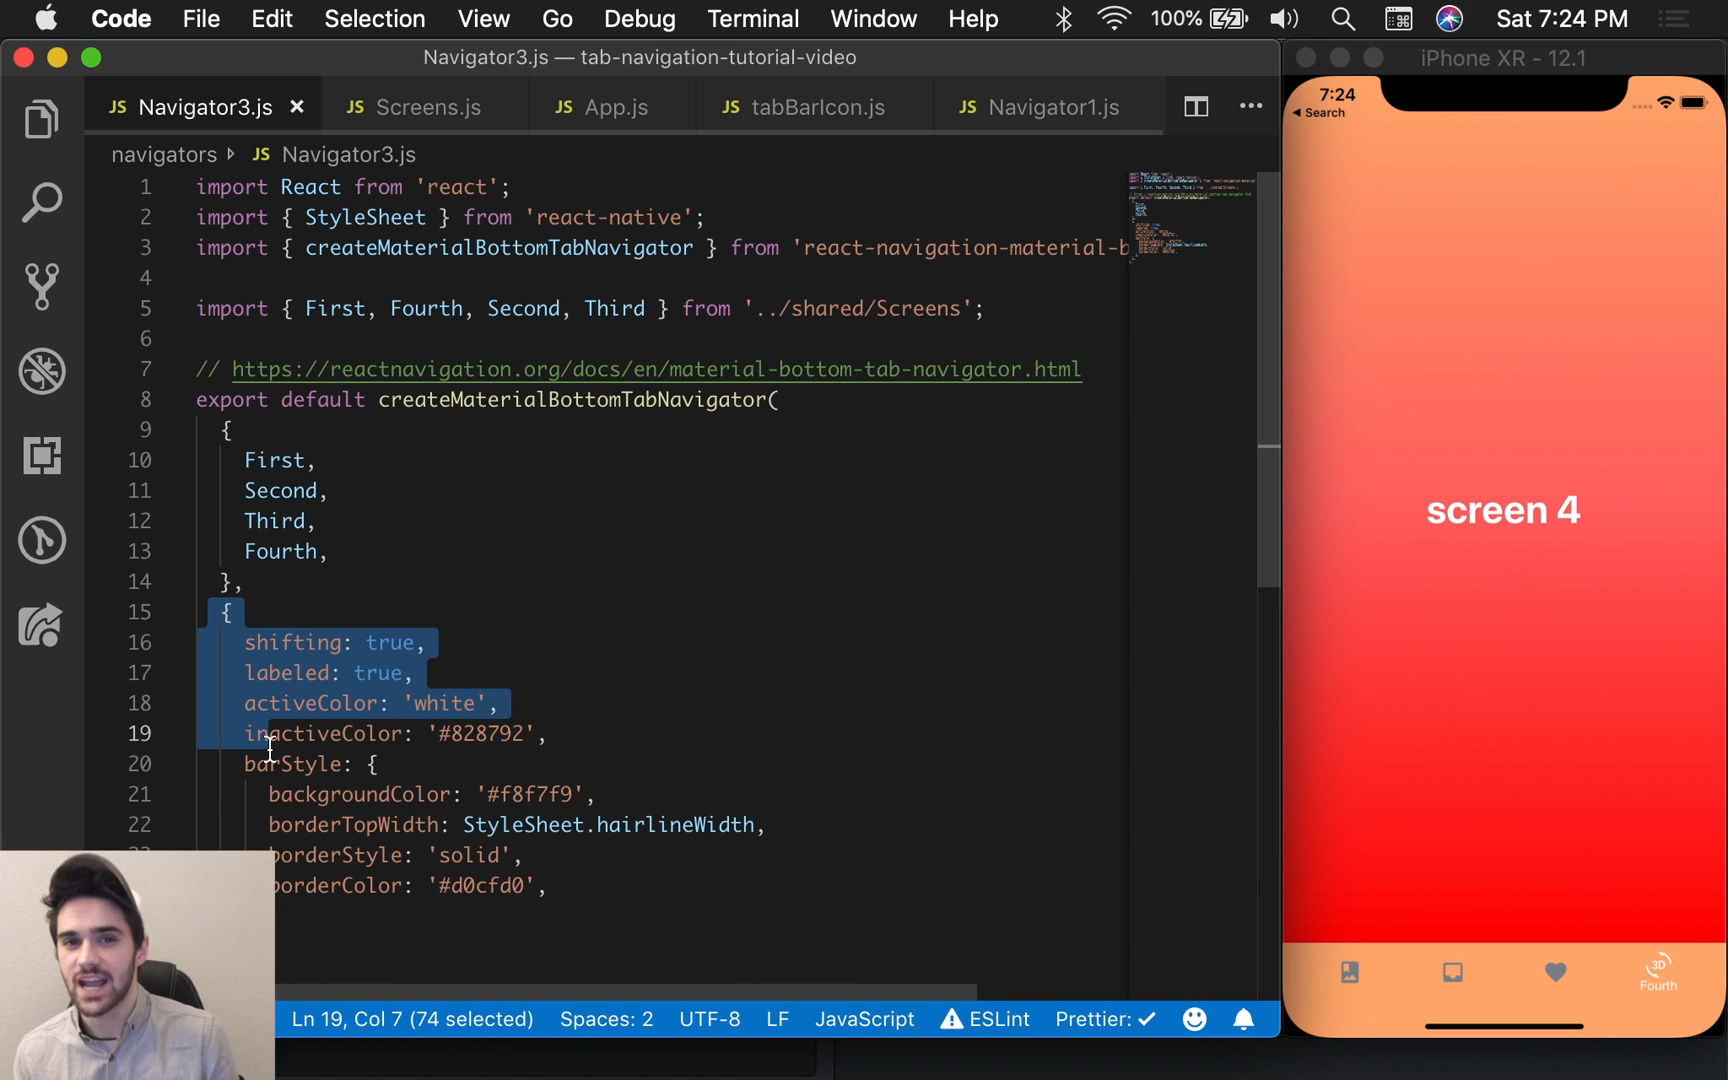 Code File Edit Selection View Go Debug Terminal Window Help 100% Sat 7:24 PM
Navigator3.js — tab-navigation-tutorial-video
JS Navigator3.js × JS Screens.js JS App.js JS tabBarIcon.js JS Navigator1.js
navigators JS Navigator3.js
1 import React from 'react';
2 import { StyleSheet } from 'react-native';
3 import { createMaterialBottomTabNavigator } from 'react-navigation-material-b
4
5 import { First, Fourth, Second, Third } from '../shared/Screens';
6
7 // https://reactnavigation.org/docs/en/material-bottom-tab-navigator.html
8 export default createMaterialBottomTabNavigator(
9 {
10 First,
11 Second,
12 Third,
13 Fourth,
14 },
15 {
16 shifting: true,
17 labeled: true,
18 activeColor: 'white',
19 inactiveColor: '#828792',
20 barStyle: {
21 backgroundColor: '#f8f7f9',
22 borderTopWidth: StyleSheet.hairlineWidth,
borderStyle: 'solid',
borderColor: '#d0cfd0',
Ln 19, Col 7 (74 selected) Spaces: 2 UTF-8 LF JavaScript ESLint Prettier: ✓
iPhone XR - 12.1
7:24
Search
screen 4
3D
Fourth